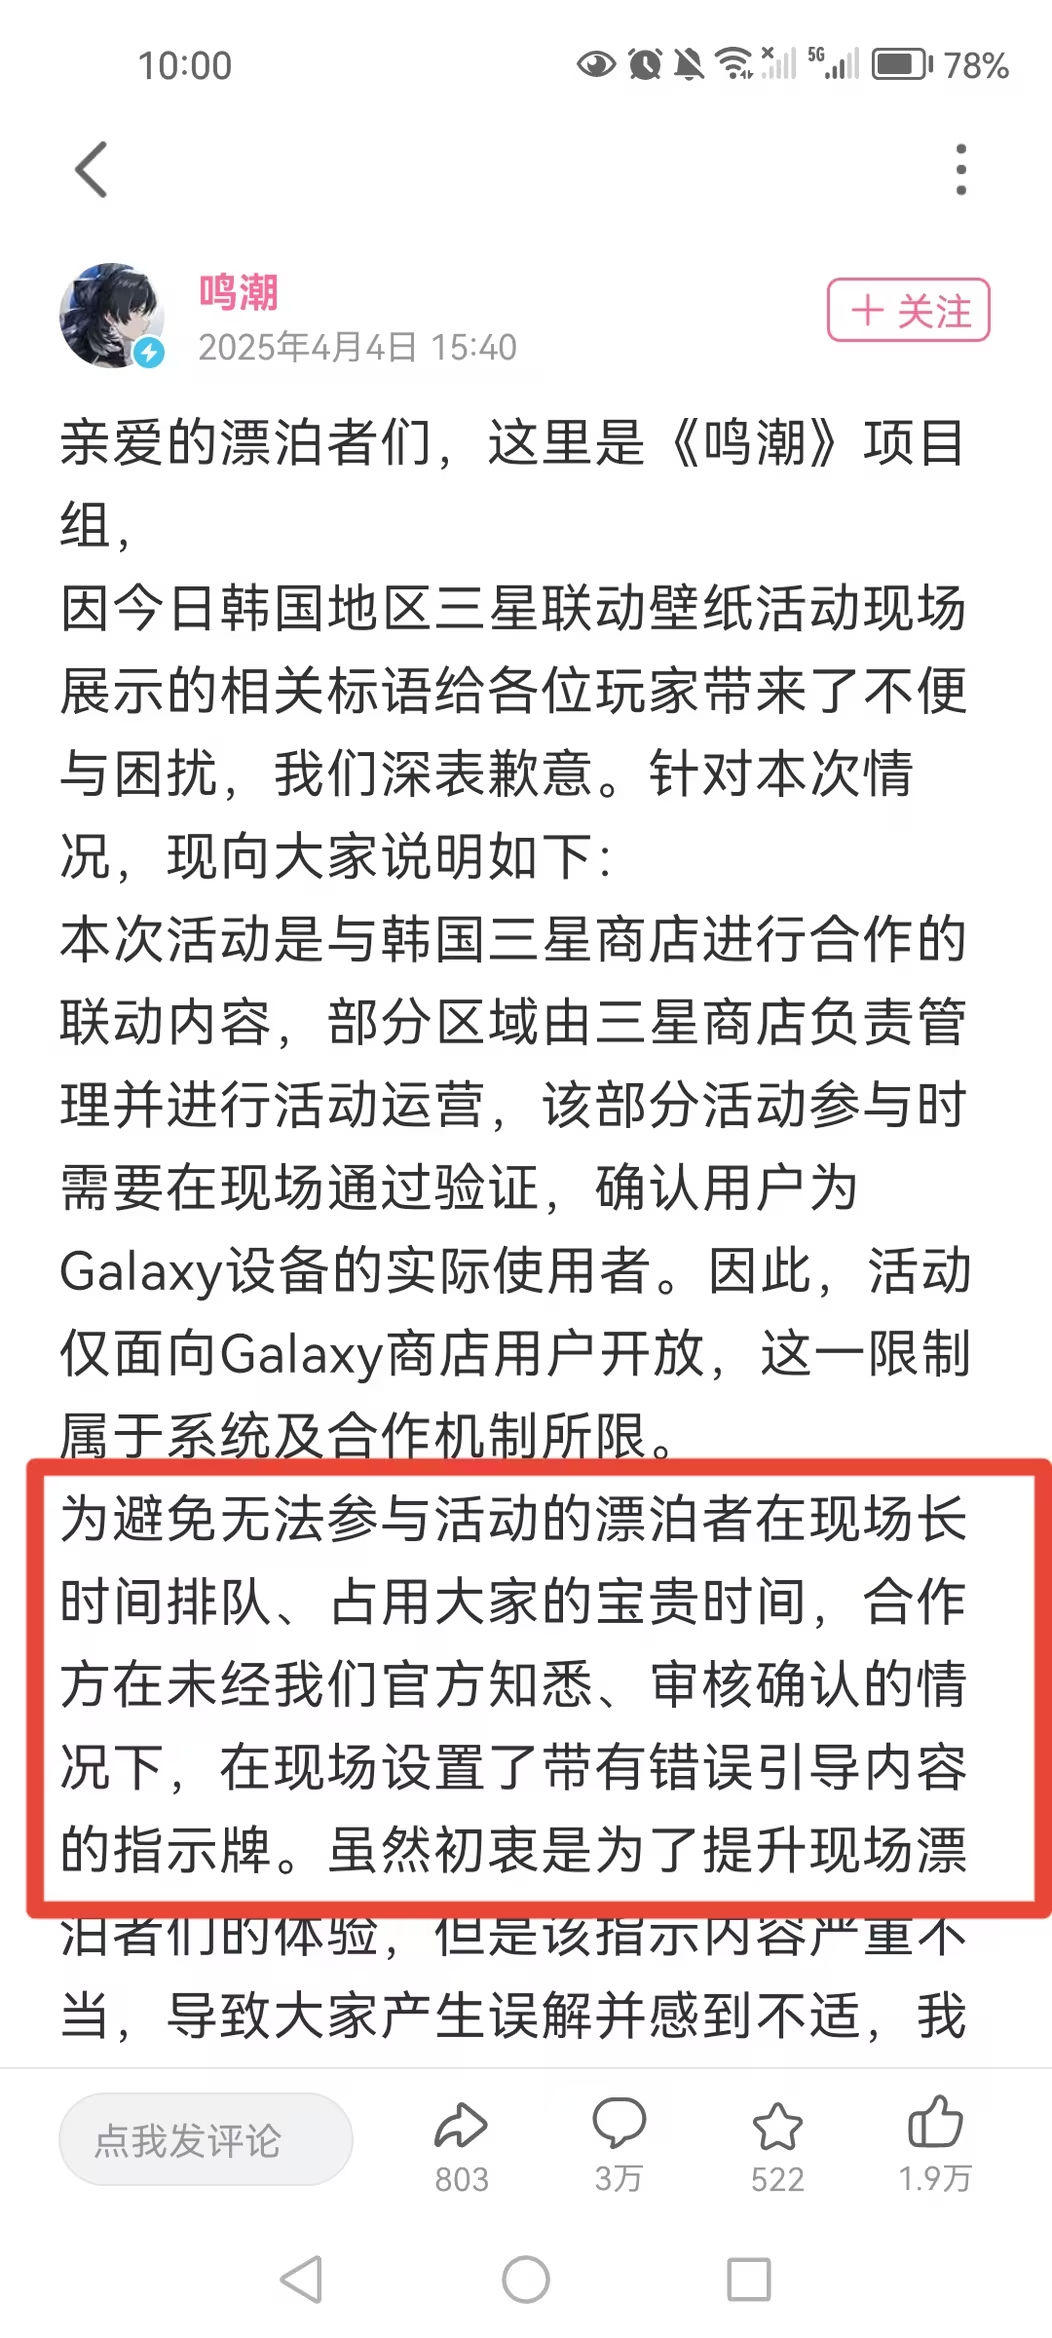 10:00
5G
78%
鸣潮
2025年4月4日 15:40
＋ 关注
亲爱的漂泊者们，这里是《鸣潮》项目
组，
因今日韩国地区三星联动壁纸活动现场
展示的相关标语给各位玩家带来了不便
与困扰，我们深表歉意。针对本次情
况，现向大家说明如下：
本次活动是与韩国三星商店进行合作的
联动内容，部分区域由三星商店负责管
理并进行活动运营，该部分活动参与时
需要在现场通过验证，确认用户为
Galaxy设备的实际使用者。因此，活动
仅面向Galaxy商店用户开放，这一限制
属于系统及合作机制所限。
为避免无法参与活动的漂泊者在现场长
时间排队、占用大家的宝贵时间，合作
方在未经我们官方知悉、审核确认的情
况下，在现场设置了带有错误引导内容
的指示牌。虽然初衷是为了提升现场漂
泊者们的体验，但是该指示内容严重不
当，导致大家产生误解并感到不适，我
点我发评论
803
3万
522
1.9万